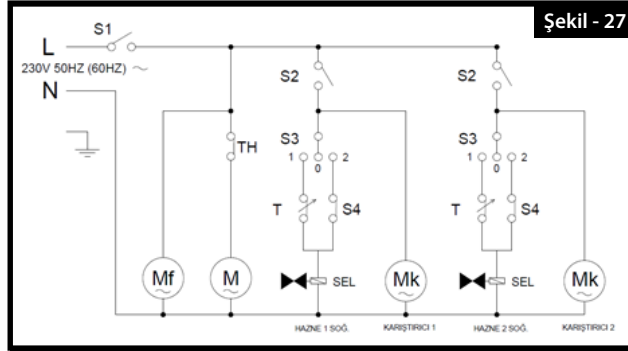 Şekil - 27
S1
L
230V 50HZ (60HZ)
N
S2
S2
S3
S3
TH
1 0 2
1 0 2
T
S4
T
S4
Mf
M
SEL
Mk
SEL
Mk
HAZNE 1 SOĞ.
KARIŞTIRICI 1
HAZNE 2 SOĞ.
KARIŞTIRICI 2